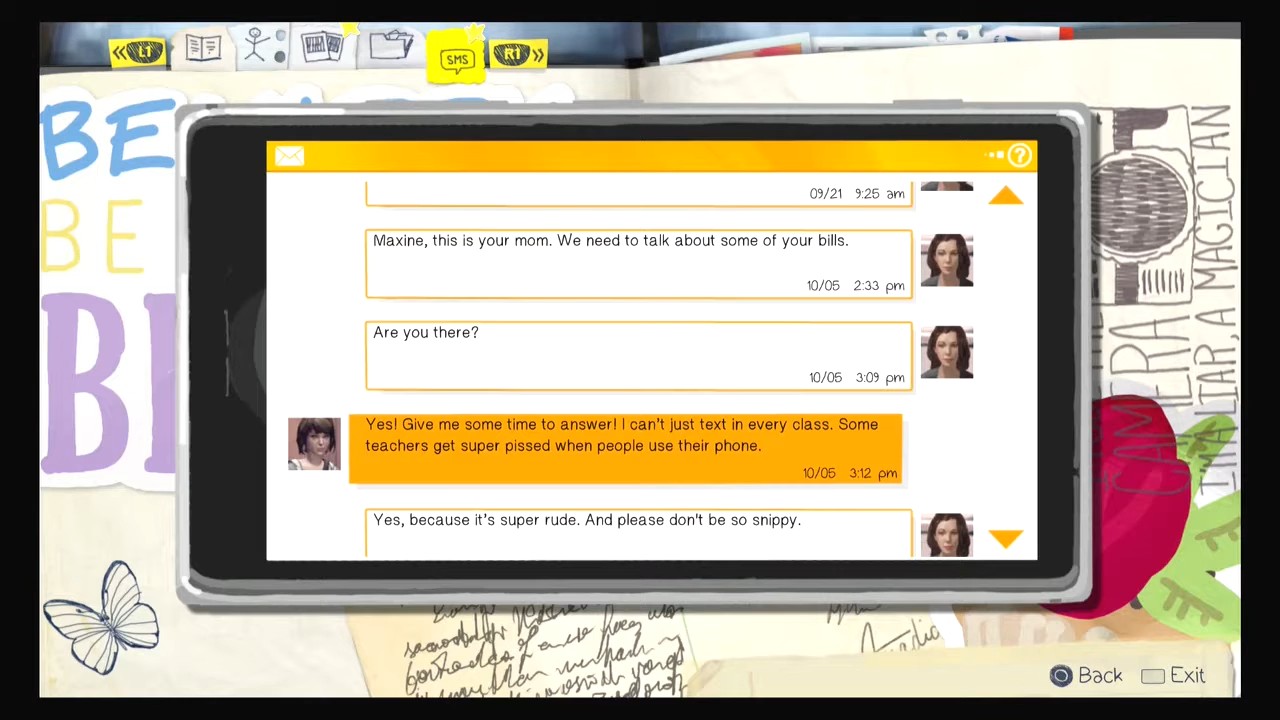 L1
SMS
R1
BE
BE
09/21 9:25 am
Maxine, this is your mom. We need to talk about some of your bills.
10/05 2:33 pm
Are you there?
10/05 3:09 pm
Yes! Give me some time to answer! I can't just text in every class. Some
teachers get super pissed when people use their phone.
10/05 3:12 pm
Yes, because it's super rude. And please don't be so snippy.
CAMERA
LIAR, A MAGICIAN
Back
Exit